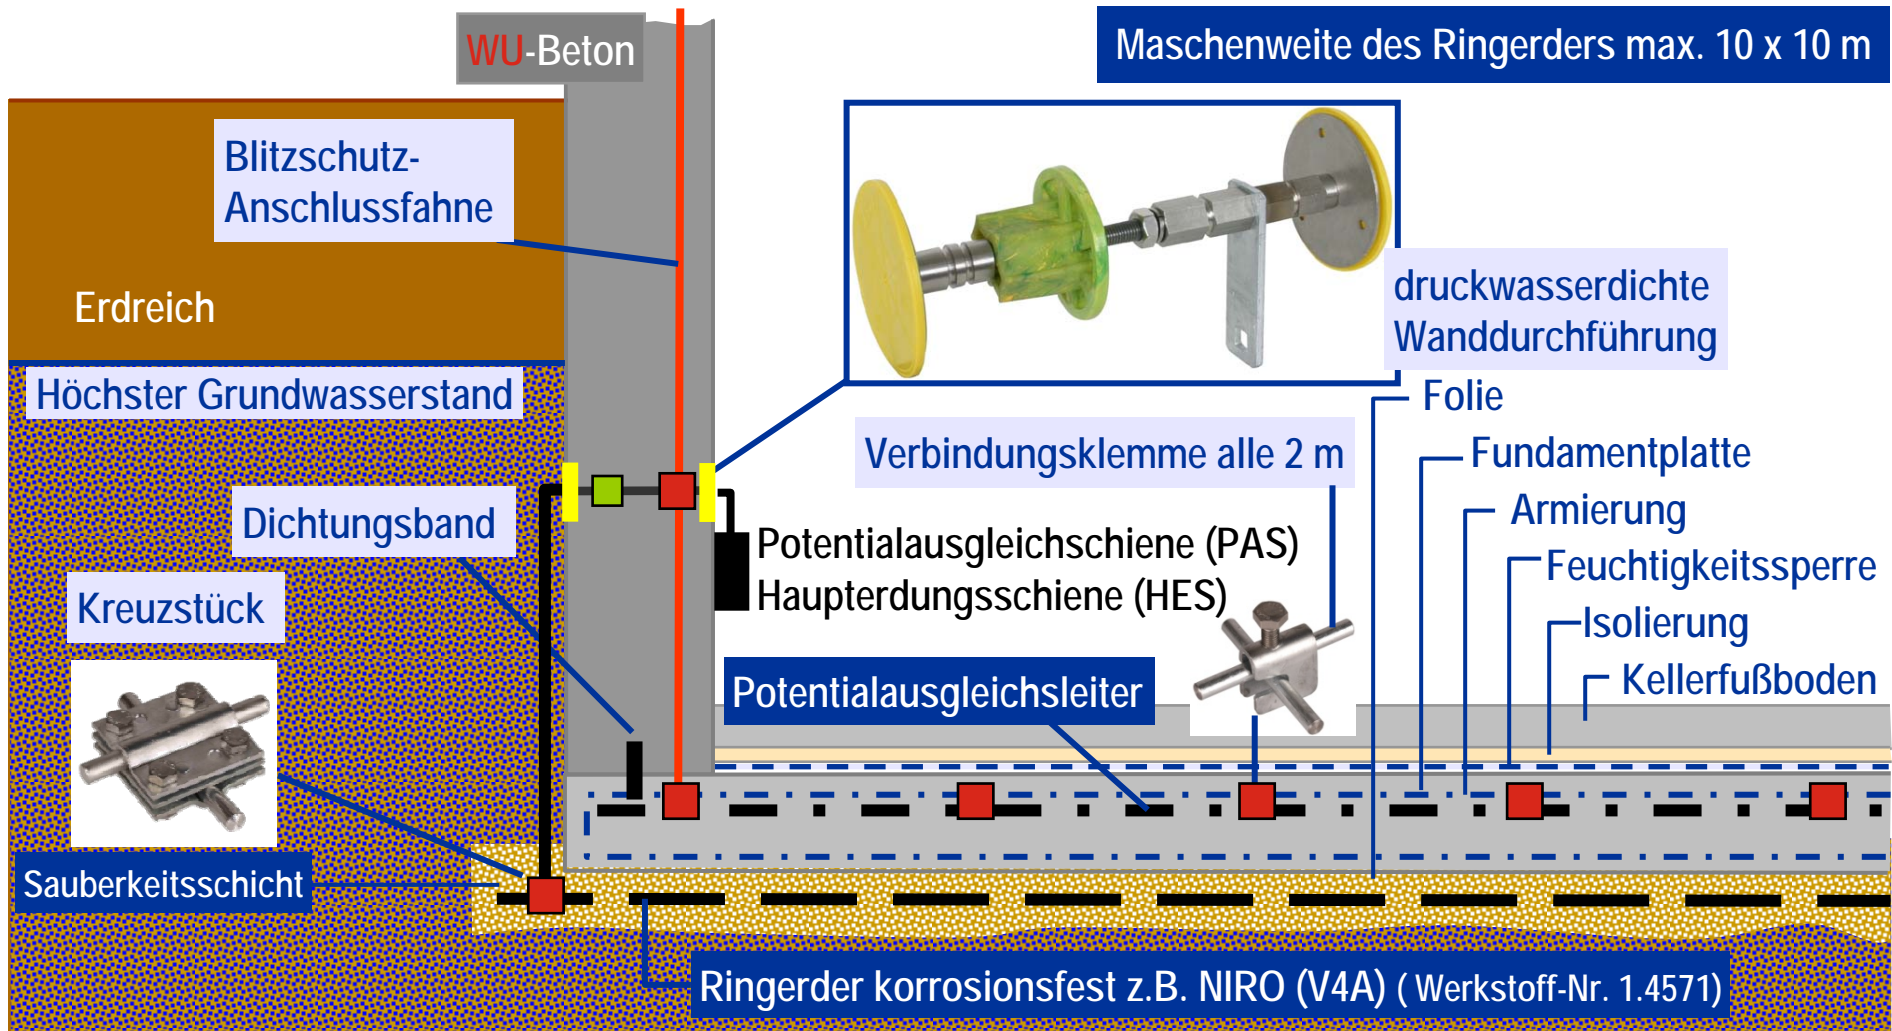 WU-Beton
Maschenweite des Ringerders max. 10 x 10 m
Blitzschutz-
Anschlussfahne
Erdreich
druckwasserdichte
Wanddurchführung
Höchster Grundwasserstand
Folie
Verbindungsklemme alle 2 m
Fundamentplatte
Dichtungsband
Armierung
Potentialausgleichschiene (PAS)
Haupterdungsschiene (HES)
Feuchtigkeitssperre
Kreuzstück
Isolierung
Potentialausgleichsleiter
Kellerfußboden
Sauberkeitsschicht
Ringerder korrosionsfest z.B. NIRO (V4A) ( Werkstoff-Nr. 1.4571)